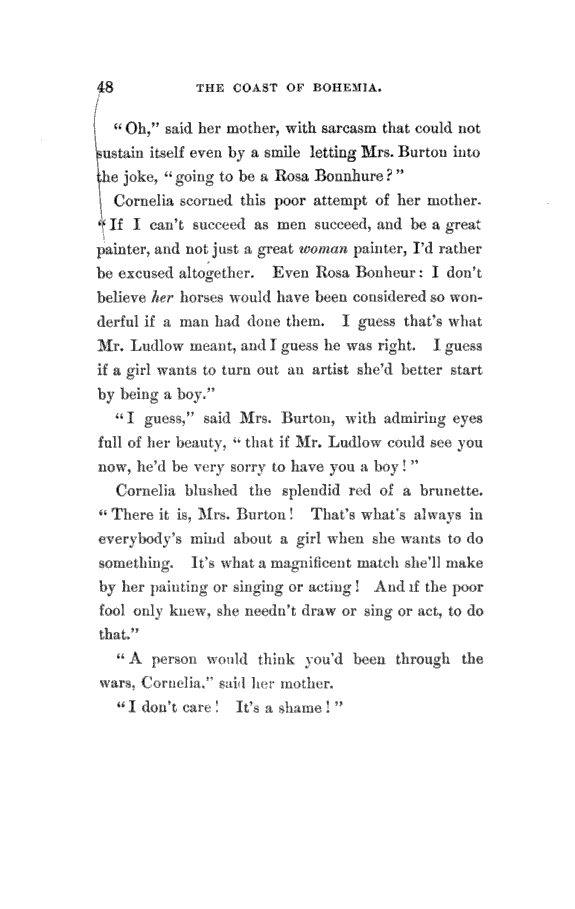 48 THE COAST OF BOHEMIA.
“Oh,” said her mother, with sarcasm that could not
sustain itself even by a smile letting Mrs. Burton into
the joke, “going to be a Rosa Bonnhure?”
Cornelia scorned this poor attempt of her mother.
“If I can't succeed as men succeed, and be a great
painter, and not just a great woman painter, I'd rather
be excused altogether. Even Rosa Bonheur: I don't
believe her horses would have been considered so won-
derful if a man had done them. I guess that's what
Mr. Ludlow meant, and I guess he was right. I guess
if a girl wants to turn out an artist she'd better start
by being a boy.”
“I guess,” said Mrs. Burton, with admiring eyes
full of her beauty, “that if Mr. Ludlow could see you
now, he'd be very sorry to have you a boy!”
Cornelia blushed the splendid red of a brunette.
“There it is, Mrs. Burton! That's what's always in
everybody's mind about a girl when she wants to do
something. It's what a magnificent match she'll make
by her painting or singing or acting! And if the poor
fool only knew, she needn't draw or sing or act, to do
that.”
“A person would think you'd been through the
wars, Cornelia,” said her mother.
“I don't care! It's a shame!”